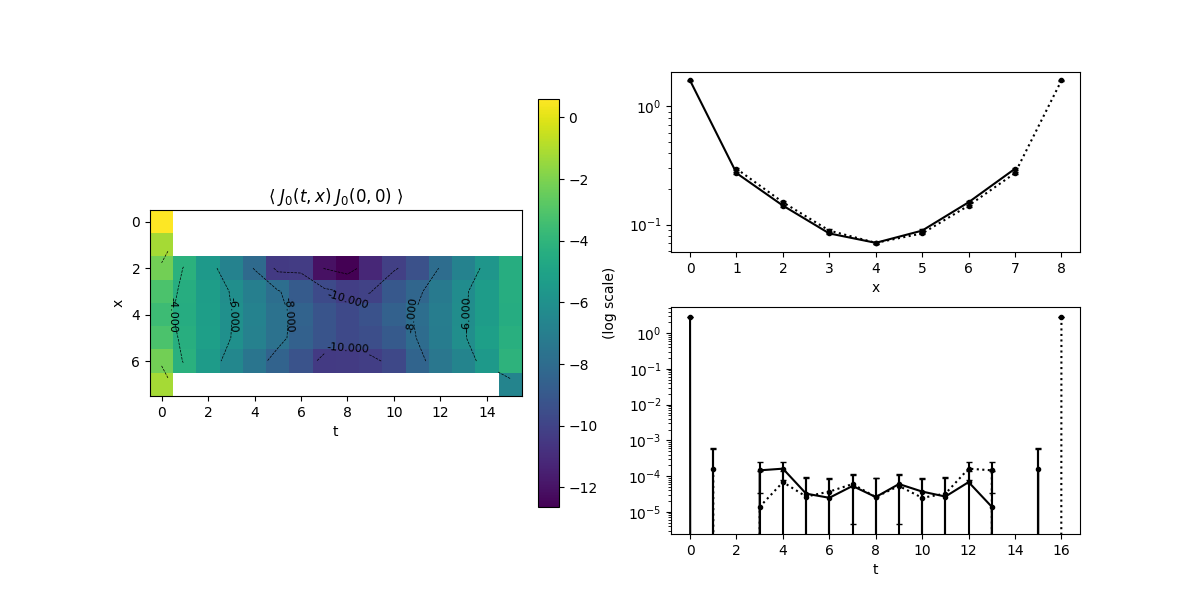 ⟨ J₀(t, x) J₀(0, 0) ⟩
x
0
2
4
6
-4.000
-6.000
-8.000
-10.000
-10.000
-8.000
-6.000
0 2 4 6 8 10 12 14
t
0
−2
−4
−6
−8
−10
−12
(log scale)
10⁰
10⁻¹
0 1 2 3 4 5 6 7 8
x
10⁰
10⁻¹
10⁻²
10⁻³
10⁻⁴
10⁻⁵
0 2 4 6 8 10 12 14 16
t